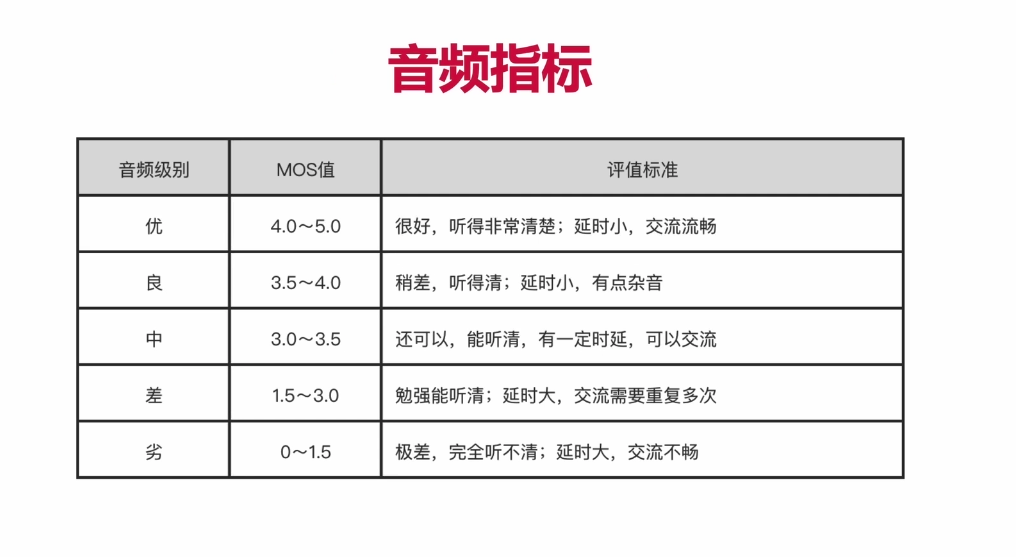 音频指标
音频级别 MOS值 评值标准
优 4.0～5.0 很好，听得非常清楚；延时小，交流流畅
良 3.5～4.0 稍差，听得清；延时小，有点杂音
中 3.0～3.5 还可以，能听清，有一定时延，可以交流
差 1.5～3.0 勉强能听清；延时大，交流需要重复多次
劣 0～1.5 极差，完全听不清；延时大，交流不畅